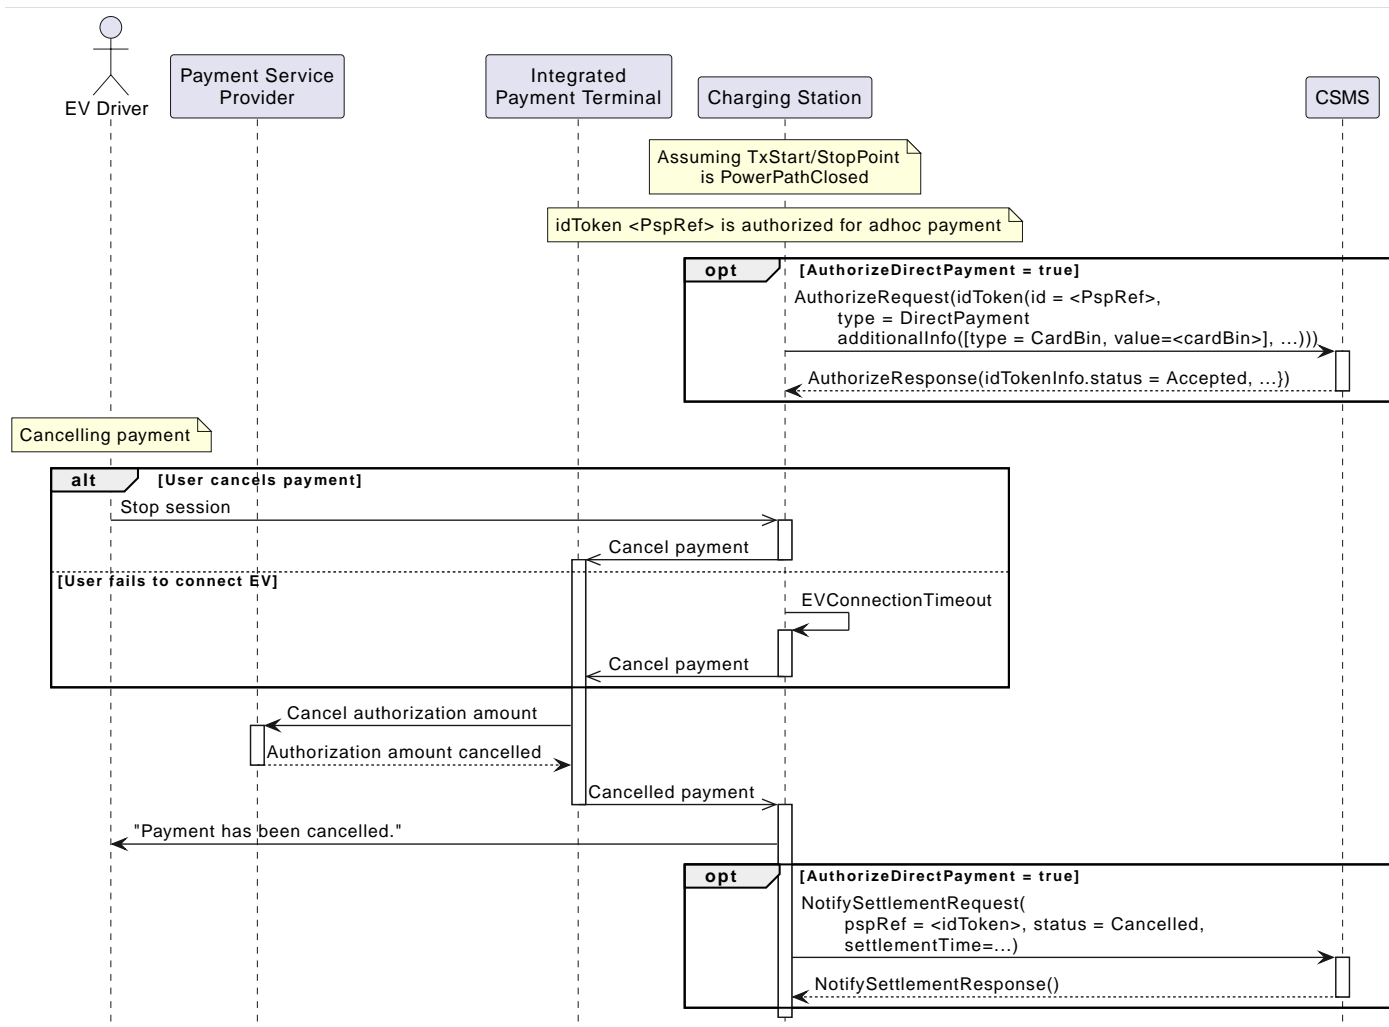 EV Driver
Payment Service
Provider
Integrated
Payment Terminal
Charging Station
CSMS
Assuming TxStart/StopPoint
is PowerPathClosed
idToken <PspRef> is authorized for adhoc payment
opt
[AuthorizeDirectPayment = true]
AuthorizeRequest(idToken(id = <PspRef>,
type = DirectPayment
additionalInfo([type = CardBin, value=<cardBin>], ...)))
AuthorizeResponse(idTokenInfo.status = Accepted, ...})
Cancelling payment
alt
[User cancels payment]
Stop session
Cancel payment
[User fails to connect EV]
EVConnectionTimeout
Cancel payment
Cancel authorization amount
Authorization amount cancelled
Cancelled payment
"Payment has been cancelled."
opt
[AuthorizeDirectPayment = true]
NotifySettlementRequest(
pspRef = <idToken>, status = Cancelled,
settlementTime=...)
NotifySettlementResponse()